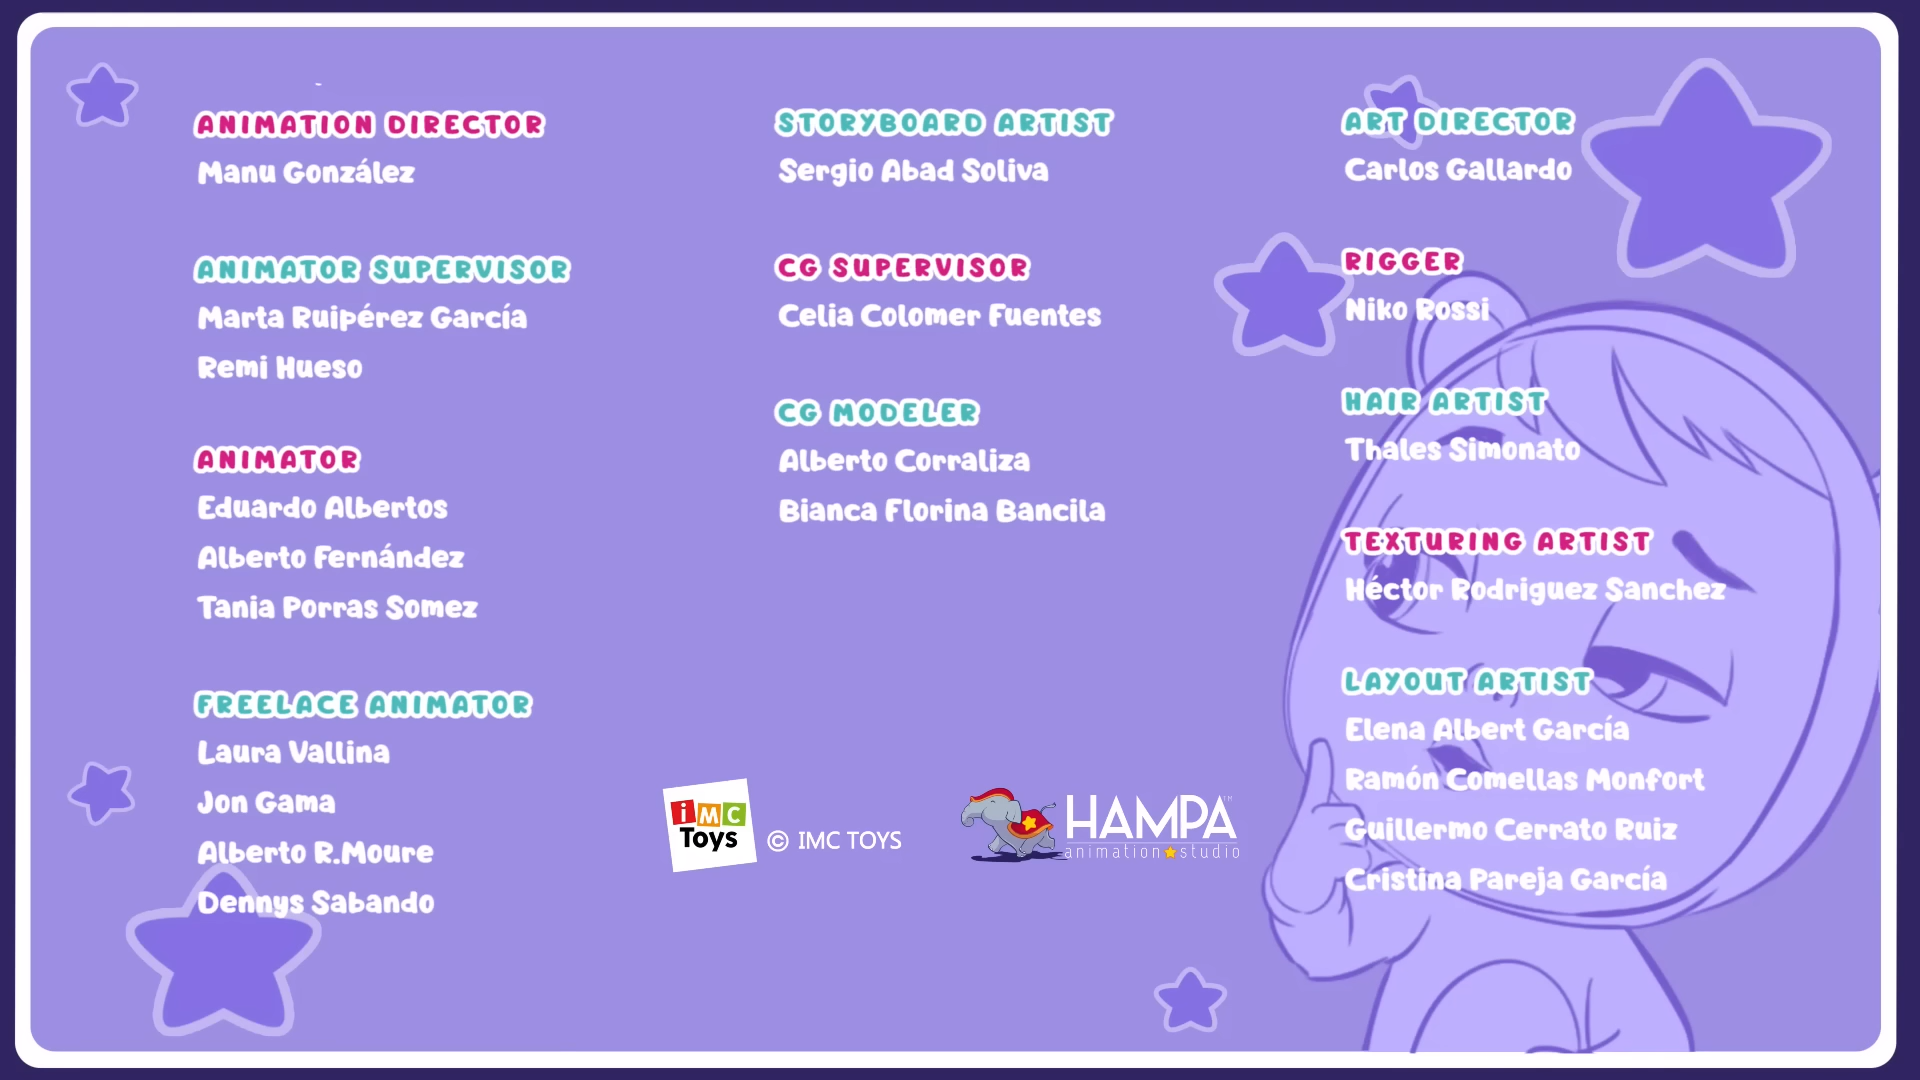 ANIMATION DIRECTOR
Manu González
ANIMATOR SUPERVISOR
Marta Ruipérez García
Remi Hueso
ANIMATOR
Eduardo Albertos
Alberto Fernández
Tania Porras Somez
FREELACE ANIMATOR
Laura Vallina
Jon Gama
Alberto R.Moure
Dennys Sabando
STORYBOARD ARTIST
Sergio Abad Soliva
CG SUPERVISOR
Celia Colomer Fuentes
CG MODELER
Alberto Corraliza
Bianca Florina Bancila
iMC
Toys
© IMC TOYS
HAMPA™
animation studio
ART DIRECTOR
Carlos Gallardo
RIGGER
Niko Rossi
HAIR ARTIST
Thales Simonato
TEXTURING ARTIST
Héctor Rodriguez Sanchez
LAYOUT ARTIST
Elena Albert García
Ramón Comellas Monfort
Guillermo Cerrato Ruiz
Cristina Pareja García